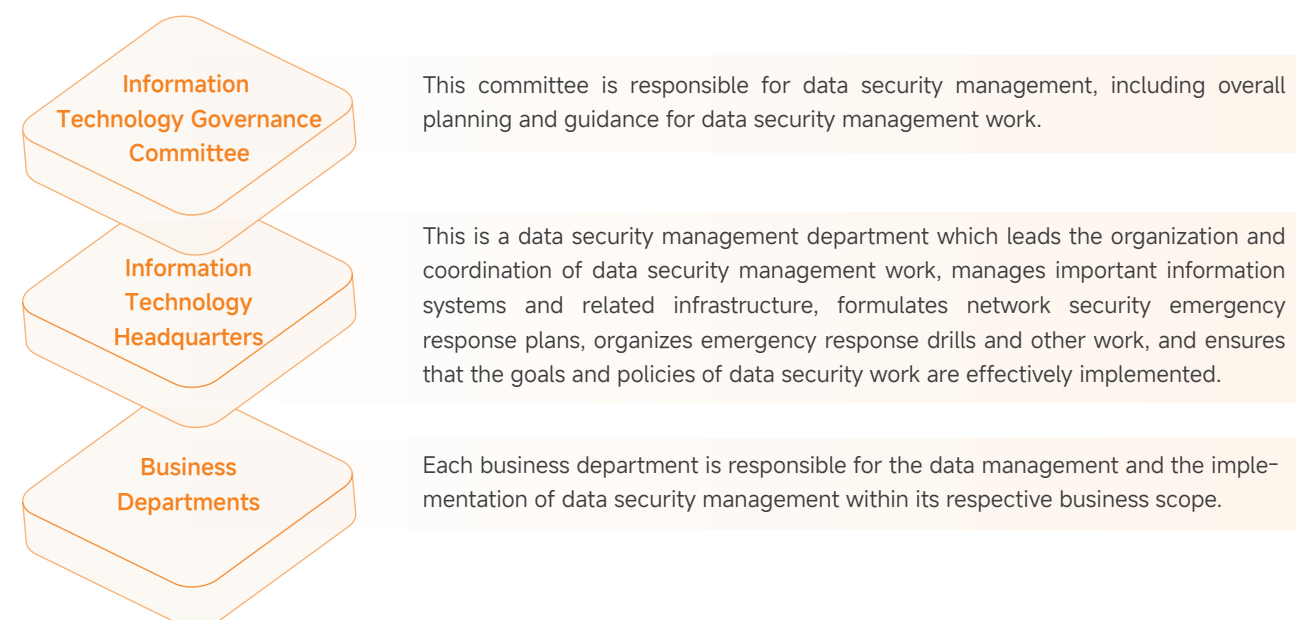 Information
Technology Governance
Committee
This committee is responsible for data security management, including overall
planning and guidance for data security management work.
Information
Technology
Headquarters
This is a data security management department which leads the organization and
coordination of data security management work, manages important information
systems and related infrastructure, formulates network security emergency
response plans, organizes emergency response drills and other work, and ensures
that the goals and policies of data security work are effectively implemented.
Business
Departments
Each business department is responsible for the data management and the imple-
mentation of data security management within its respective business scope.